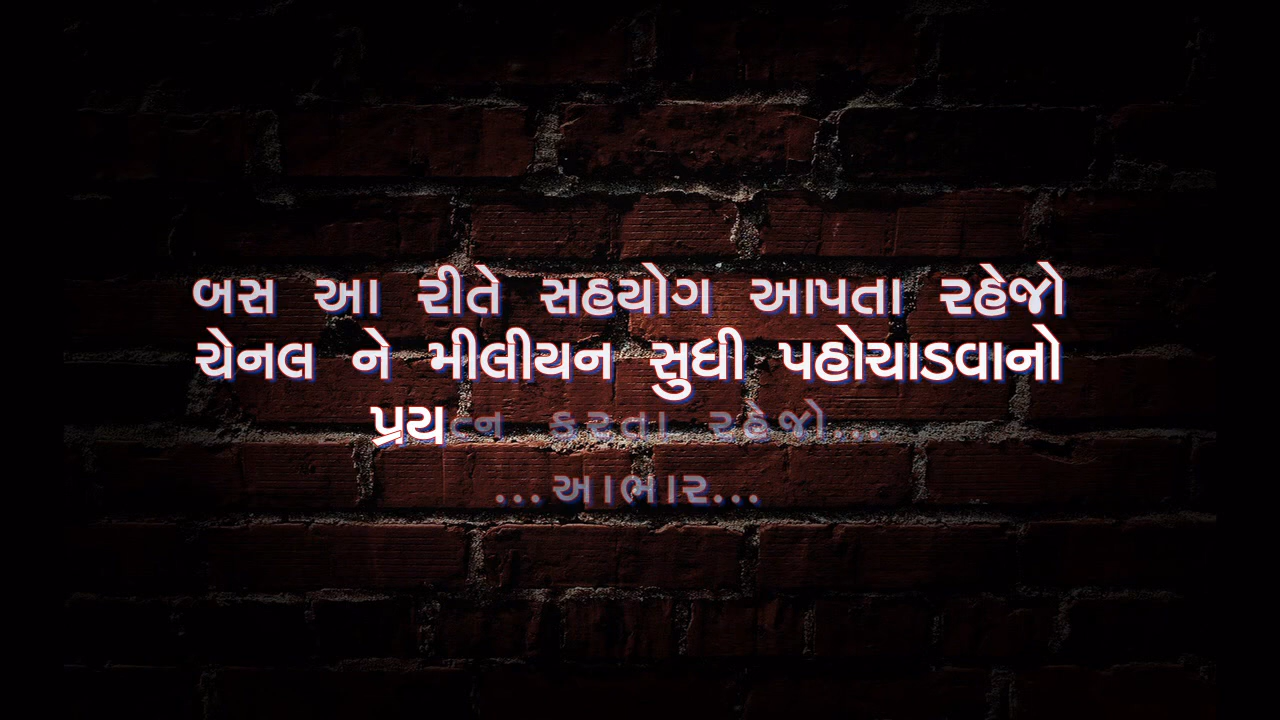 બસ આ રીતે સહયોગ આપતા રહેજો
ચેનલ ને મીલીયન સુધી પહોચાડવાનો
પ્રયત્ન કરતા રહેજો...
...આભાર...